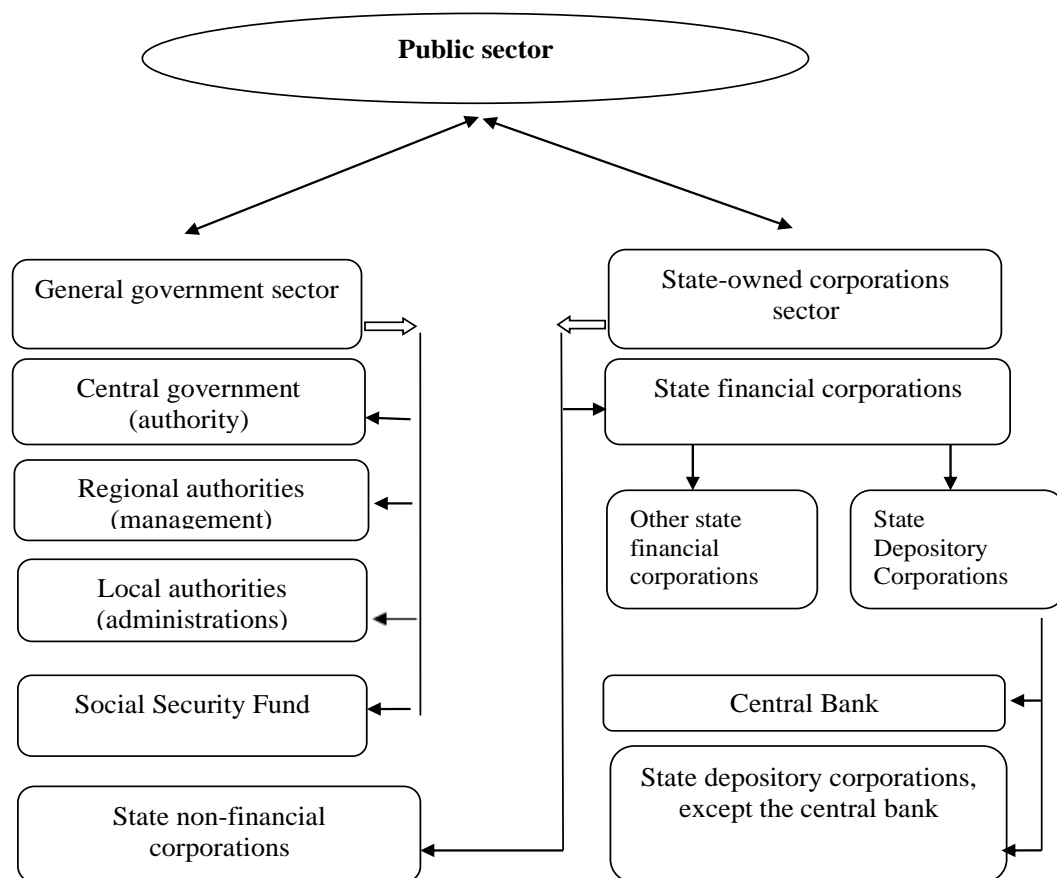 Public sector
General government sector
State-owned corporations
sector
Central government
(authority)
State financial corporations
Regional authorities
(management)
Other state
financial
corporations
State
Depository
Corporations
Local authorities
(administrations)
Social Security Fund
Central Bank
State depository corporations,
except the central bank
State non-financial
corporations